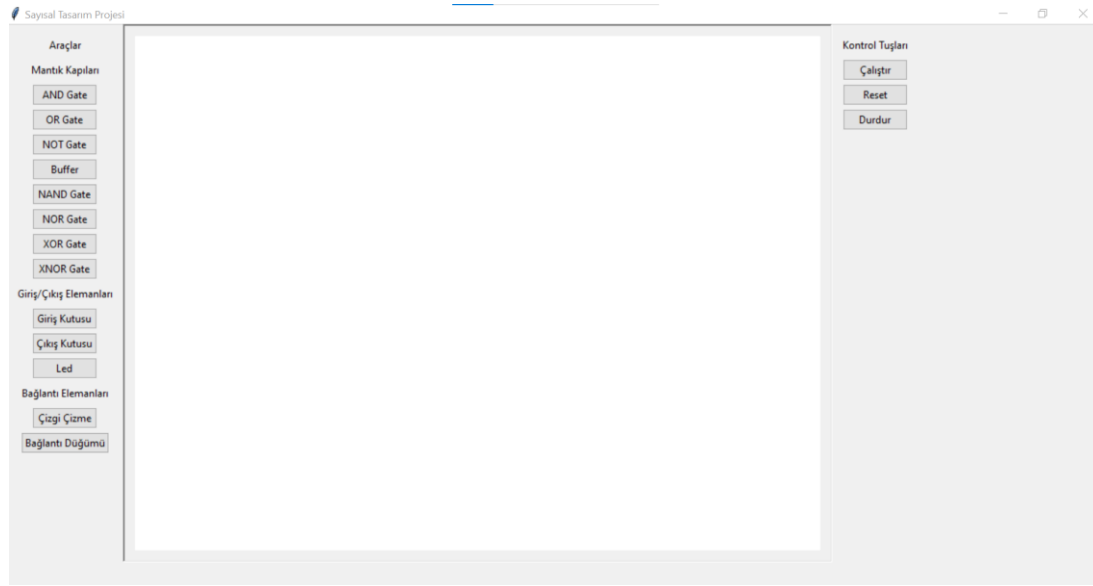 Sayısal Tasarım Projesi
Araçlar
Mantık Kapıları
AND Gate
OR Gate
NOT Gate
Buffer
NAND Gate
NOR Gate
XOR Gate
XNOR Gate
Giriş/Çıkış Elemanları
Giriş Kutusu
Çıkış Kutusu
Led
Bağlantı Elemanları
Çizgi Çizme
Bağlantı Düğümü
Kontrol Tuşları
Çalıştır
Reset
Durdur